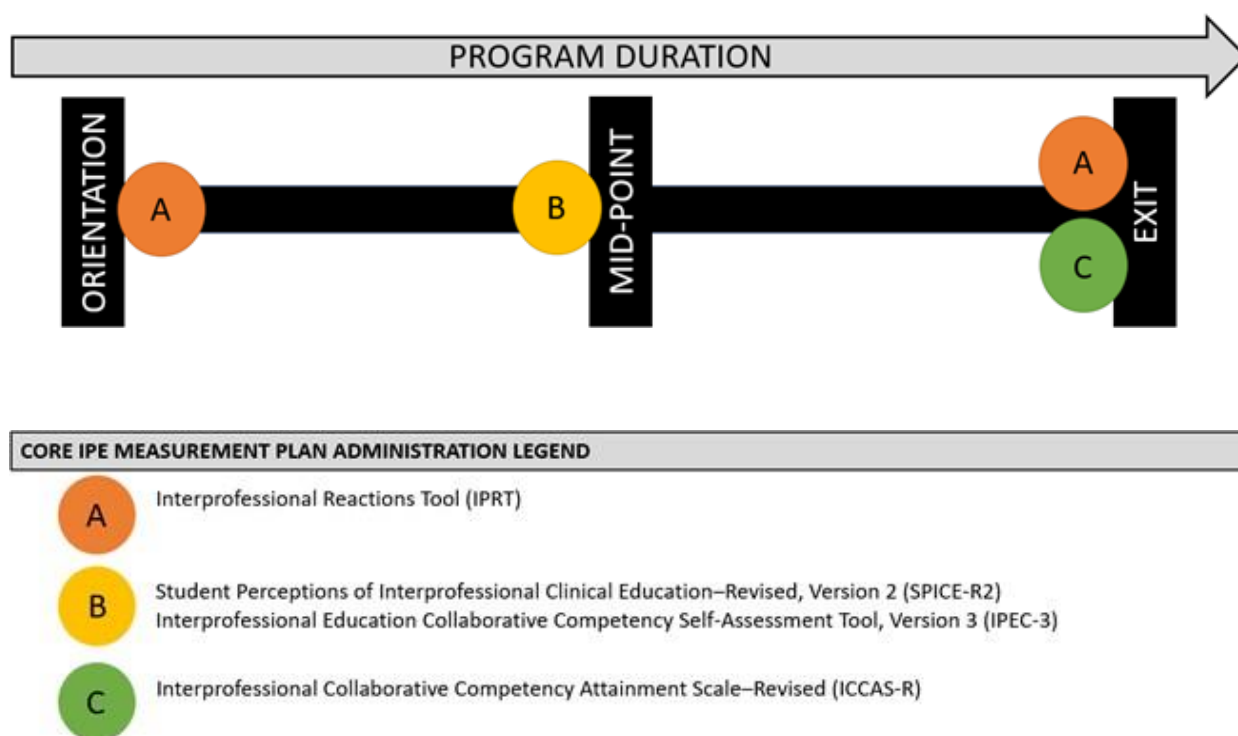 PROGRAM DURATION
ORIENTATION
A
B
MID-POINT
A
C
EXIT
CORE IPE MEASUREMENT PLAN ADMINISTRATION LEGEND
A
Interprofessional Reactions Tool (IPRT)
B
Student Perceptions of Interprofessional Clinical Education–Revised, Version 2 (SPICE-R2)
Interprofessional Education Collaborative Competency Self-Assessment Tool, Version 3 (IPEC-3)
C
Interprofessional Collaborative Competency Attainment Scale–Revised (ICCAS-R)